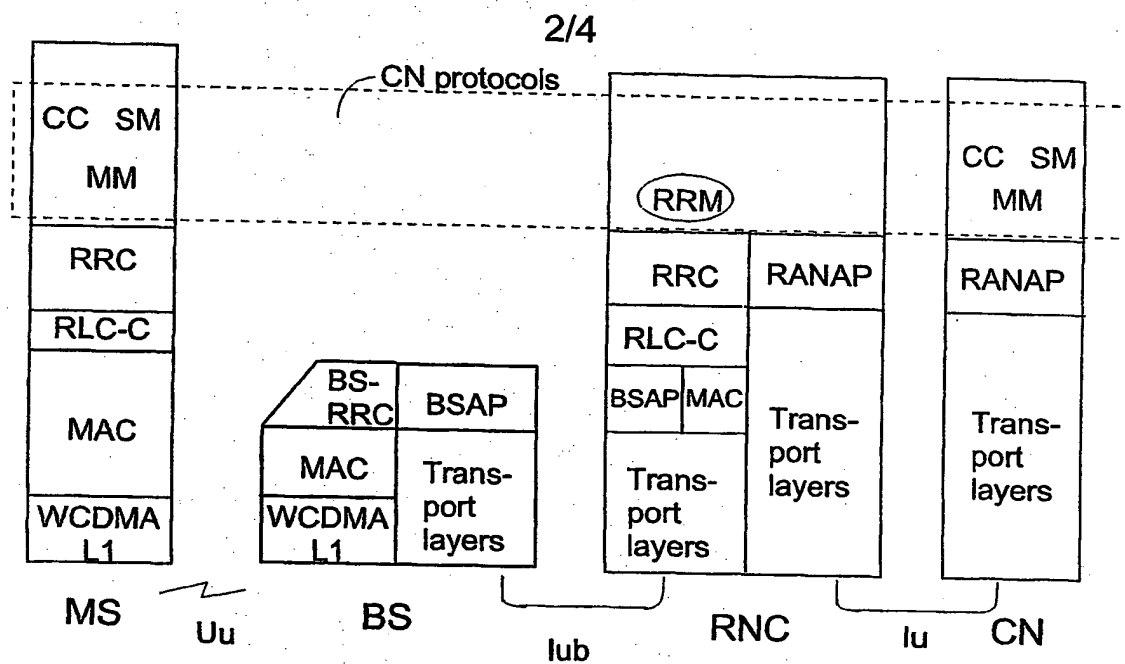 2/4
CN protocols
CC SM
MM
RRC
RLC-C
MAC
WCDMA
L1
MS
Uu
BS-
RRC
BSAP
MAC
WCDMA
L1
Trans-
port
layers
BS
Iub
RRM
RRC
RANAP
RLC-C
BSAP
MAC
Trans-
port
layers
Trans-
port
layers
RNC
Iu
CC SM
MM
RANAP
Trans-
port
layers
CN